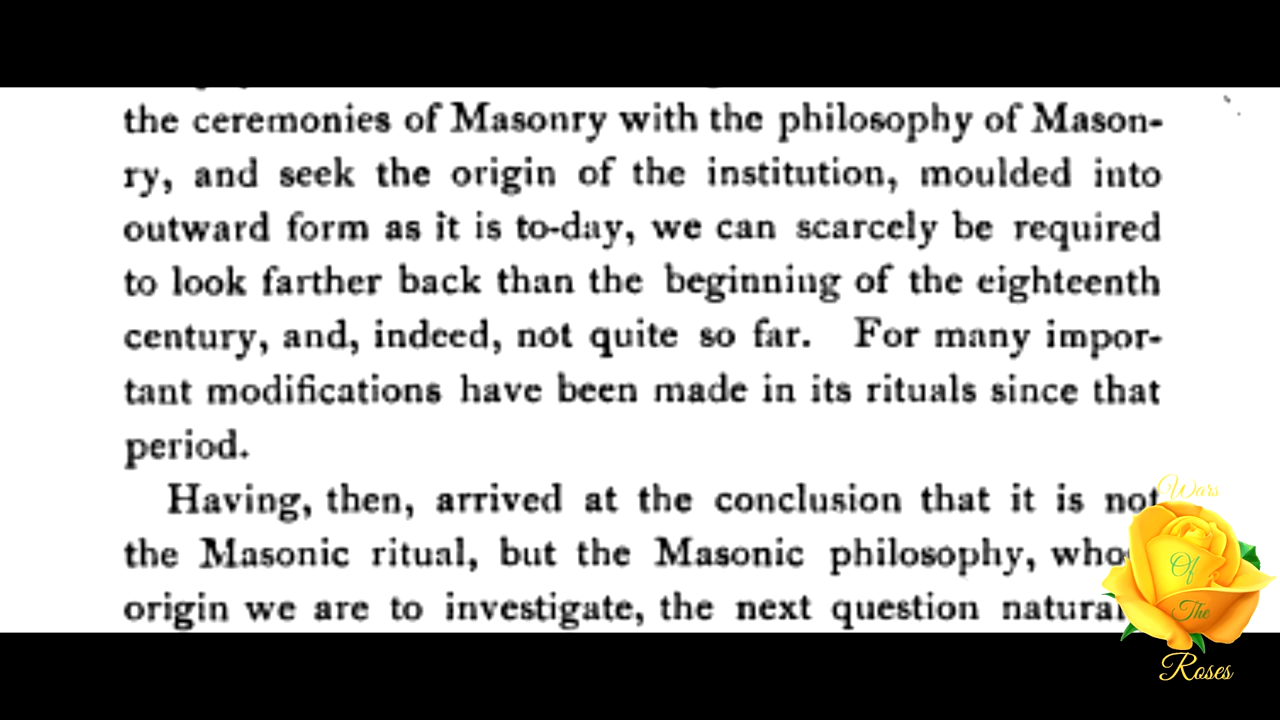 the ceremonies of Masonry with the philosophy of Mason-
ry, and seek the origin of the institution, moulded into
outward form as it is to-day, we can scarcely be required
to look farther back than the beginning of the eighteenth
century, and, indeed, not quite so far. For many impor-
tant modifications have been made in its rituals since that
period.
Having, then, arrived at the conclusion that it is not
the Masonic ritual, but the Masonic philosophy, 
origin we are to investigate, the next question
Wars
Of
The
Roses